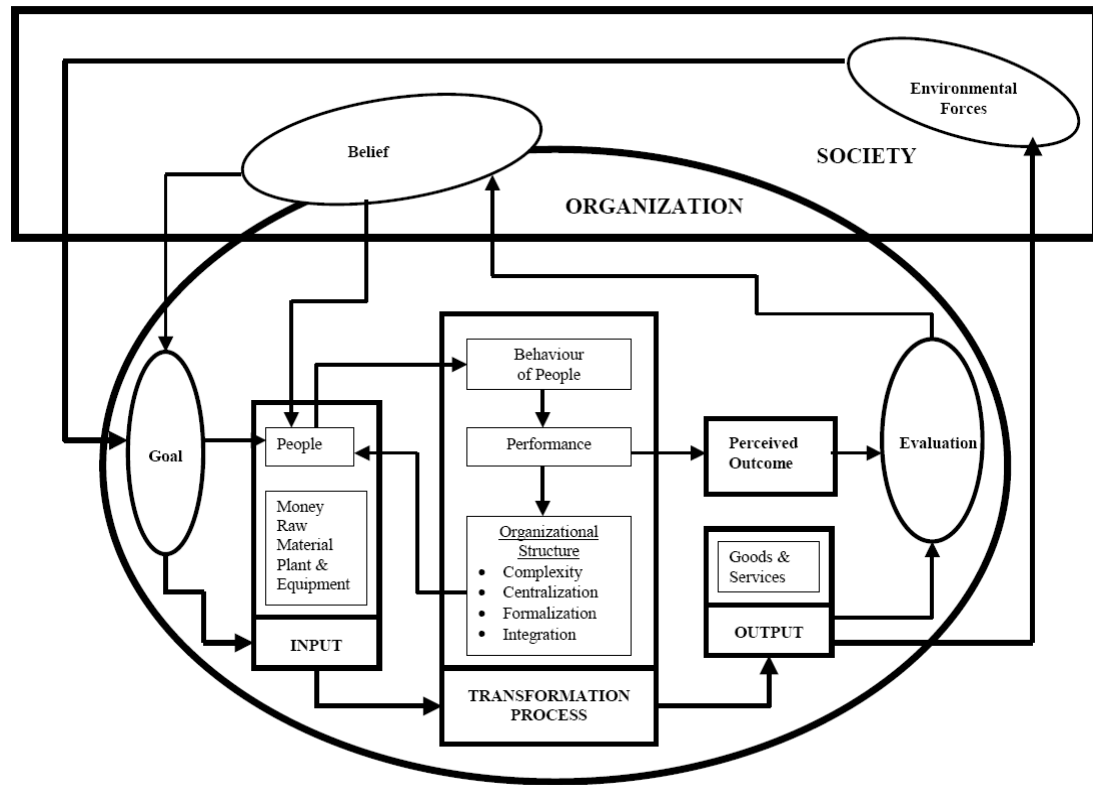 Environmental
Forces
Belief
SOCIETY
ORGANIZATION
Behaviour
of People
Goal
People
Performance
Perceived
Outcome
Evaluation
Money
Raw
Material
Plant &
Equipment
Organizational
Structure
• Complexity
• Centralization
• Formalization
• Integration
Goods &
Services
INPUT
OUTPUT
TRANSFORMATION
PROCESS